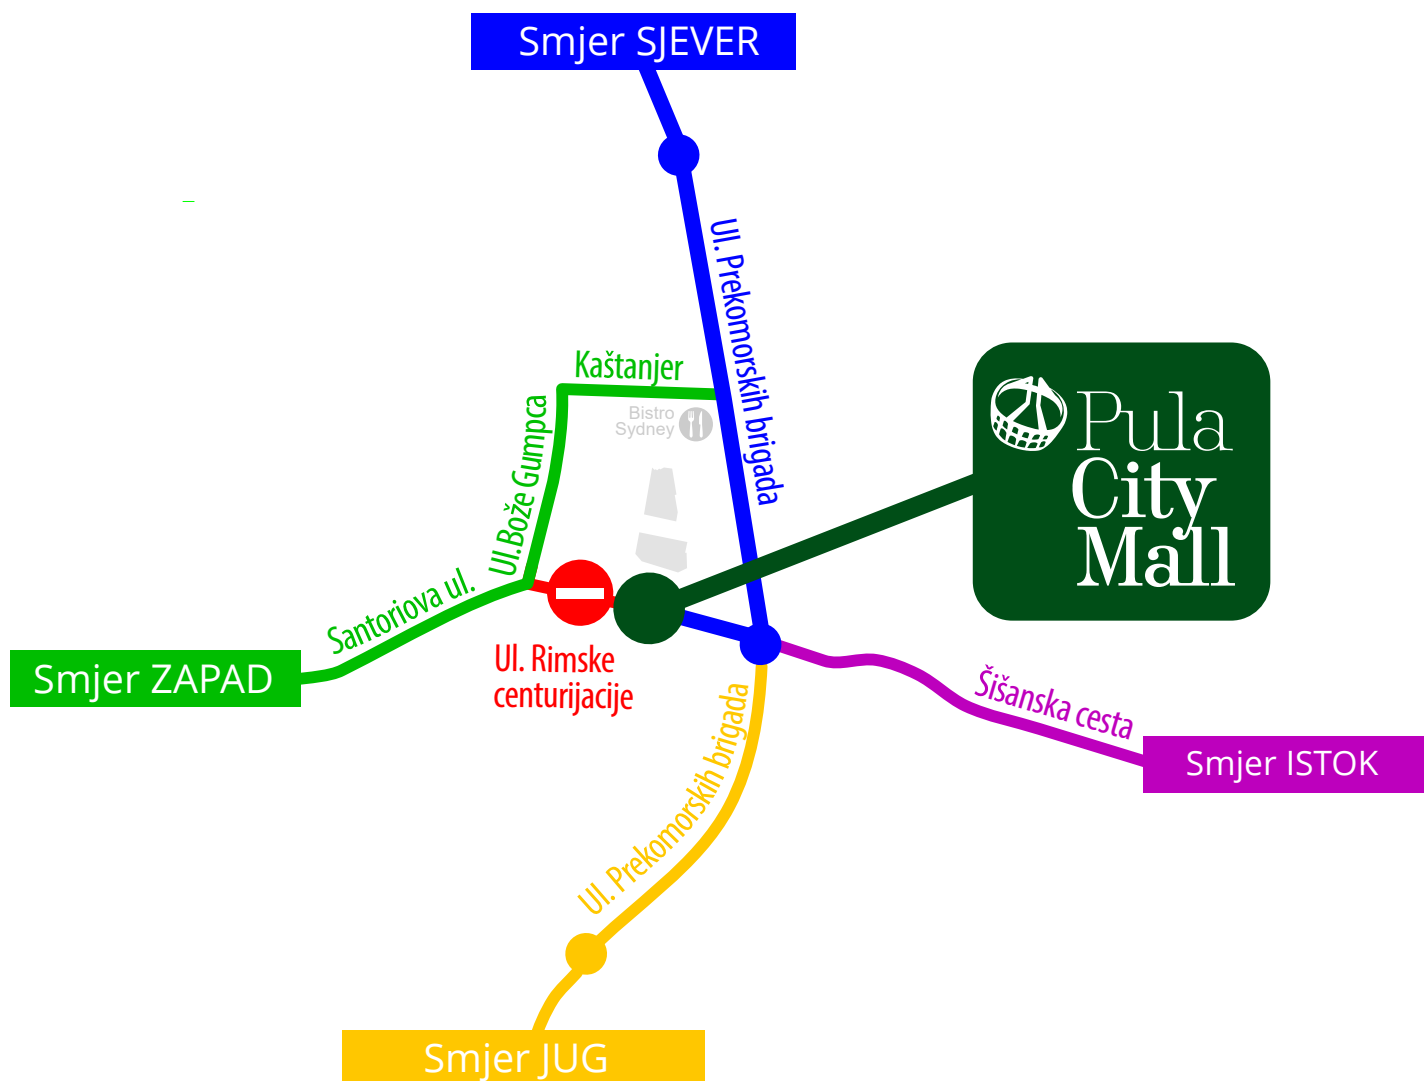 Smjer SJEVER
Ul. Prekomorskih brigada
Kaštanjer
Bistro
Sydney
Ul.Bože Gumpca
Pula
City
Mall
Santoriova ul.
Smjer ZAPAD
Ul. Rimske
centurijacije
Šišanska cesta
Smjer ISTOK
Ul. Prekomorskih brigada
Smjer JUG